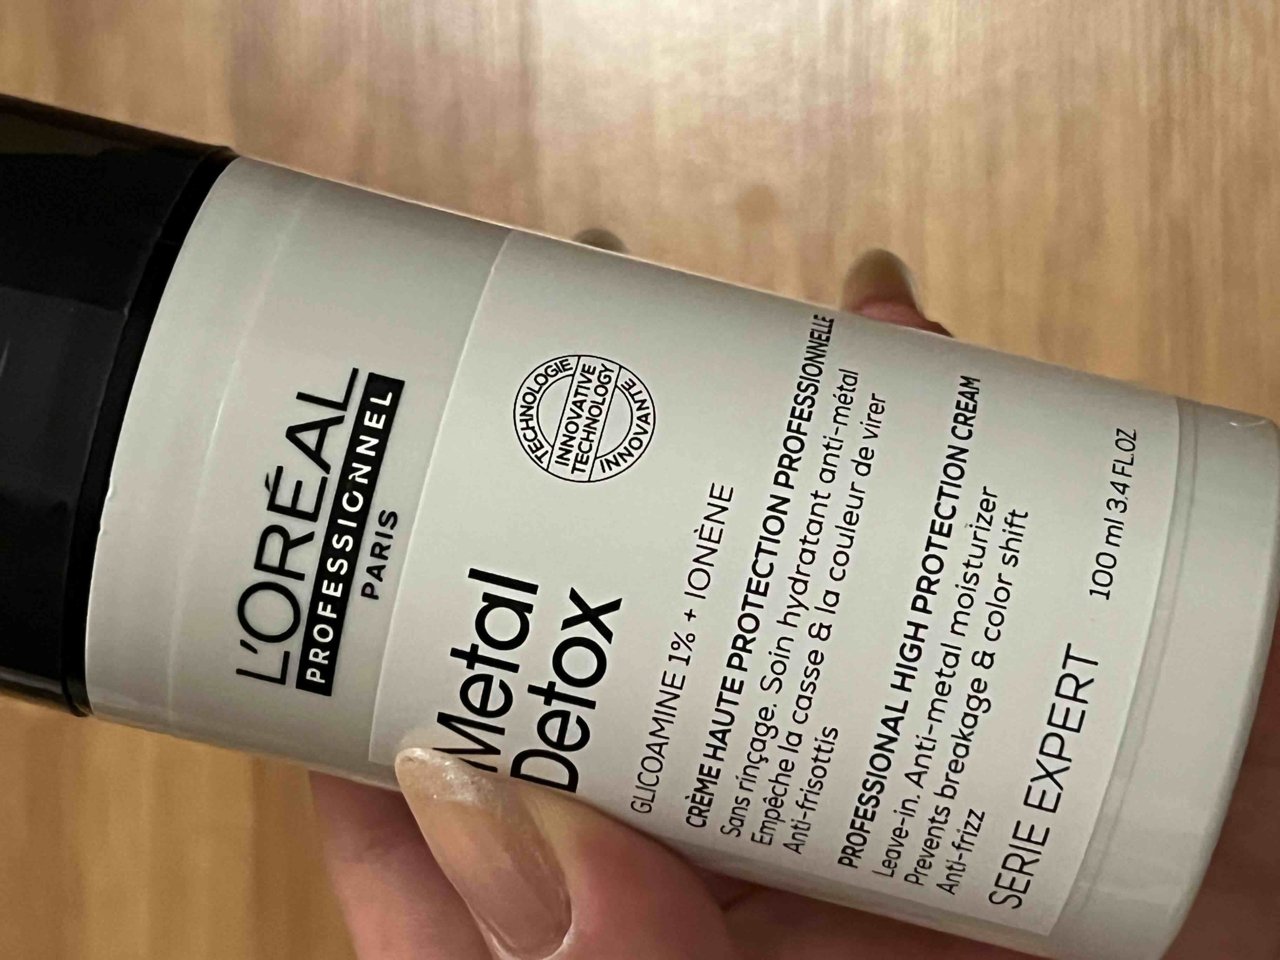 L'ORÉAL
PROFESSIONNEL
PARIS
Metal
Detox
TECHNOLOGIE
INNOVATIVE
TECHNOLOGY
INNOVANTE
GLICOAMINE 1% + IONÈNE
CRÈME HAUTE PROTECTION PROFESSIONNELLE
Sans rinçage. Soin hydratant anti-métal
Empêche la casse & la couleur de virer
Anti-frisottis
PROFESSIONAL HIGH PROTECTION CREAM
Leave-in. Anti-metal moisturizer
Prevents breakage & color shift
Anti-frizz
SERIE EXPERT
100 ml 3.4 FL.OZ